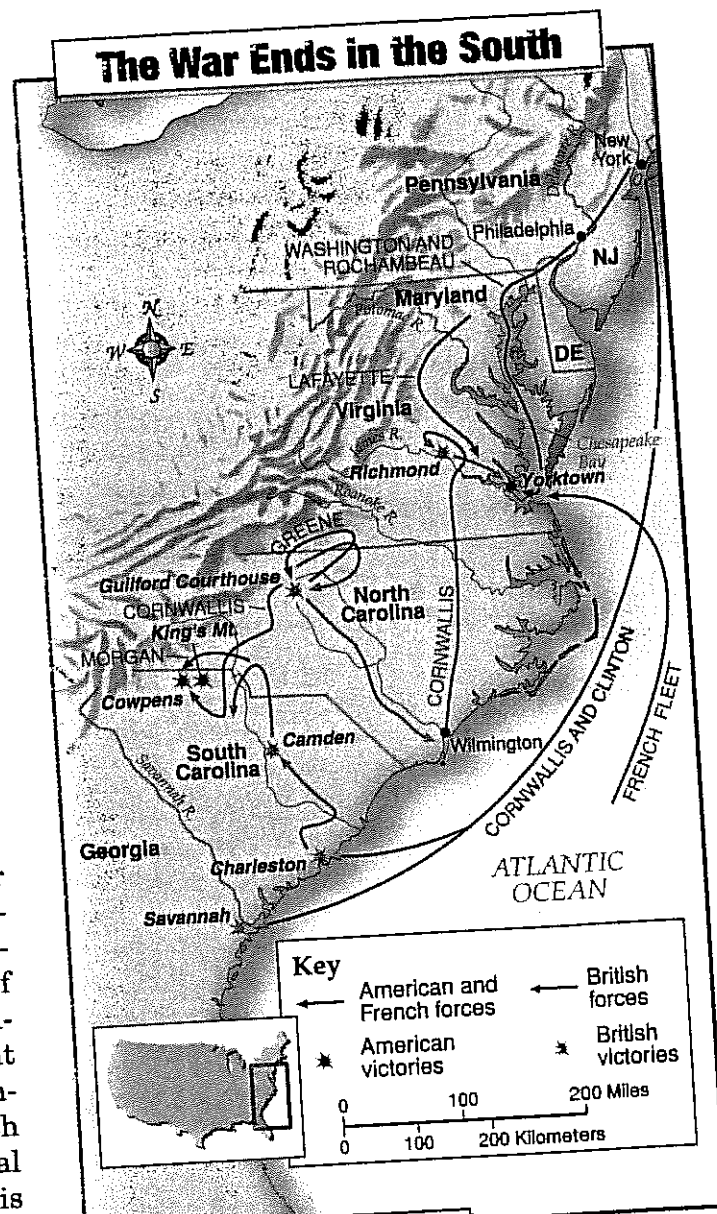 The War Ends in the South
New
York
Pennsylvania
Delaware R.
Philadelphia
NJ
WASHINGTON AND
ROCHAMBEAU
Maryland
Potomac R.
N
W E
S
DE
LAFAYETTE
Virginia
James R.
Chesapeake
Bay
Richmond
Yorktown
Roanoke R.
GREENE
Guilford Courthouse
CORNWALLIS
North
Carolina
King's Mt.
MORGAN
CORNWALLIS
Cowpens
South
Carolina
Camden
Wilmington
CORNWALLIS AND CLINTON
FRENCH FLEET
Savannah R.
Georgia
Charleston
ATLANTIC
OCEAN
Savannah
Key
American and
French forces
British
forces
American
victories
British
victories
0 100 200 Miles
0 100 200 Kilometers
r
-
-
f
n-
t
n-
h
al
is